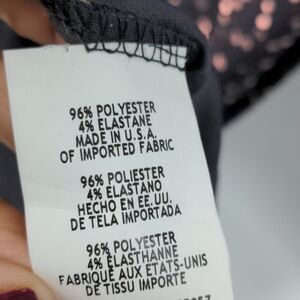 96% POLYESTER
4% ELASTANE
MADE IN U.S.A.
OF IMPORTED FABRIC
96% POLIESTER
4% ELASTANO
HECHO EN EE.UU.
DE TELA IMPORTADA
96% POLYESTER
4% ELASTHANNE
FABRIQUÉ AUX ETATS-UNIS
DE TISSU IMPORTE